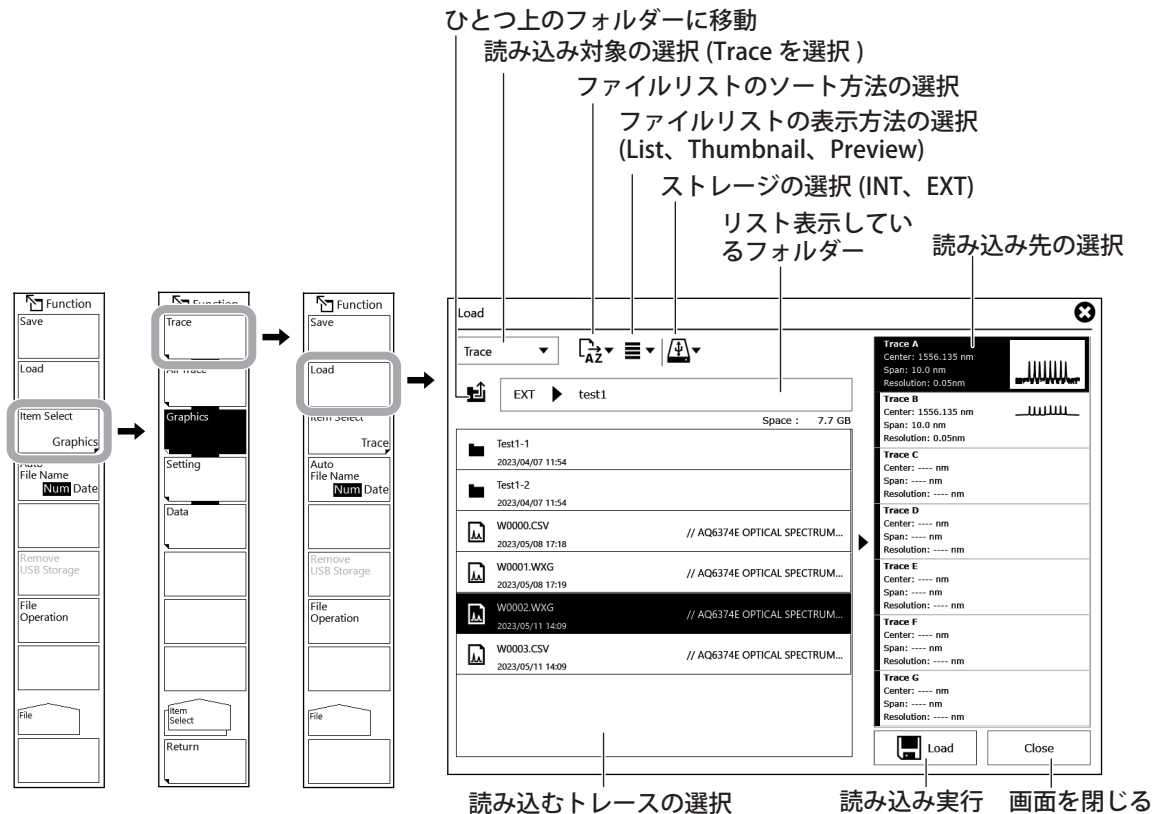 ひとつ上のフォルダーに移動
読み込み対象の選択 (Trace を選択 )
ファイルリストのソート方法の選択
ファイルリストの表示方法の選択
(List、Thumbnail、Preview)
ストレージの選択 (INT、EXT)
リスト表示してい
るフォルダー
読み込み先の選択
Function
Save
Load
Item Select
Graphics
Auto
File Name
Num Date
Remove
USB Storage
File
Operation
File
Function
Trace
All Trace
Graphics
Setting
Data
Item
Select
Return
Function
Save
Load
Item Select
Trace
Auto
File Name
Num Date
Remove
USB Storage
File
Operation
File
Load
Trace
AZ
EXT test1
Space : 7.7 GB
Test1-1
2023/04/07 11:54
Test1-2
2023/04/07 11:54
W0000.CSV
2023/05/08 17:18
// AQ6374E OPTICAL SPECTRUM...
W0001.WXG
2023/05/08 17:19
// AQ6374E OPTICAL SPECTRUM...
W0002.WXG
2023/05/11 14:09
// AQ6374E OPTICAL SPECTRUM...
W0003.CSV
2023/05/11 14:09
// AQ6374E OPTICAL SPECTRUM...
Trace A
Center: 1556.135 nm
Span: 10.0 nm
Resolution: 0.05nm
Trace B
Center: 1556.135 nm
Span: 10.0 nm
Resolution: 0.05nm
Trace C
Center: ---- nm
Span: ---- nm
Resolution: ---- nm
Trace D
Center: ---- nm
Span: ---- nm
Resolution: ---- nm
Trace E
Center: ---- nm
Span: ---- nm
Resolution: ---- nm
Trace F
Center: ---- nm
Span: ---- nm
Resolution: ---- nm
Trace G
Center: ---- nm
Span: ---- nm
Resolution: ---- nm
Load
Close
読み込むトレースの選択
読み込み実行
画面を閉じる